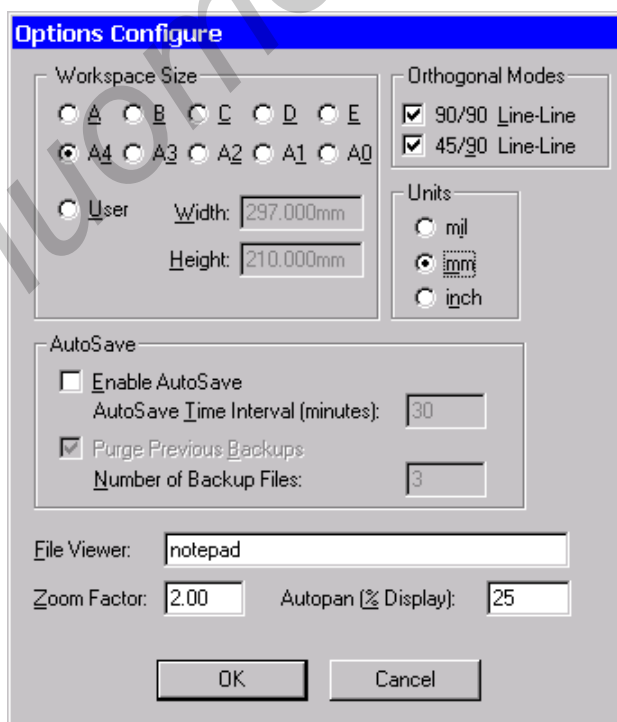 Options Configure
Workspace Size
A B C D E
A4 A3 A2 A1 A0
User Width: 297.000mm
Height: 210.000mm
Orthogonal Modes
90/90 Line-Line
45/90 Line-Line
Units
mil
mm
inch
AutoSave
Enable AutoSave
AutoSave Time Interval (minutes): 30
Purge Previous Backups
Number of Backup Files: 3
File Viewer: notepad
Zoom Factor: 2.00 Autopan (% Display): 25
OK Cancel